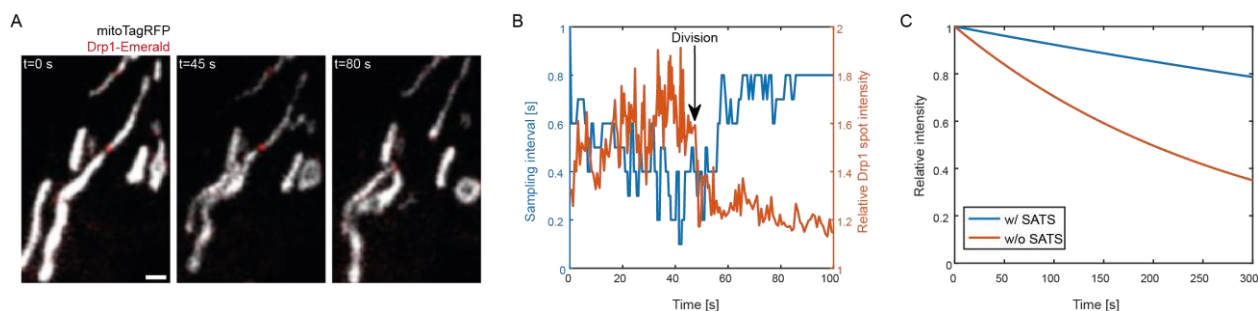 A
mitoTagRFP
Drp1-Emerald
t=0 s
t=45 s
t=80 s
B
Division
Sampling interval [s]
Relative Drp1 spot intensity
1
0.8
0.6
0.4
0.2
0
2
1.8
1.6
1.4
1.2
1
0 20 40 60 80 100
Time [s]
C
Relative intensity
1
0.8
0.6
0.4
0.2
0
w/ SATS
w/o SATS
0 50 100 150 200 250 300
Time [s]